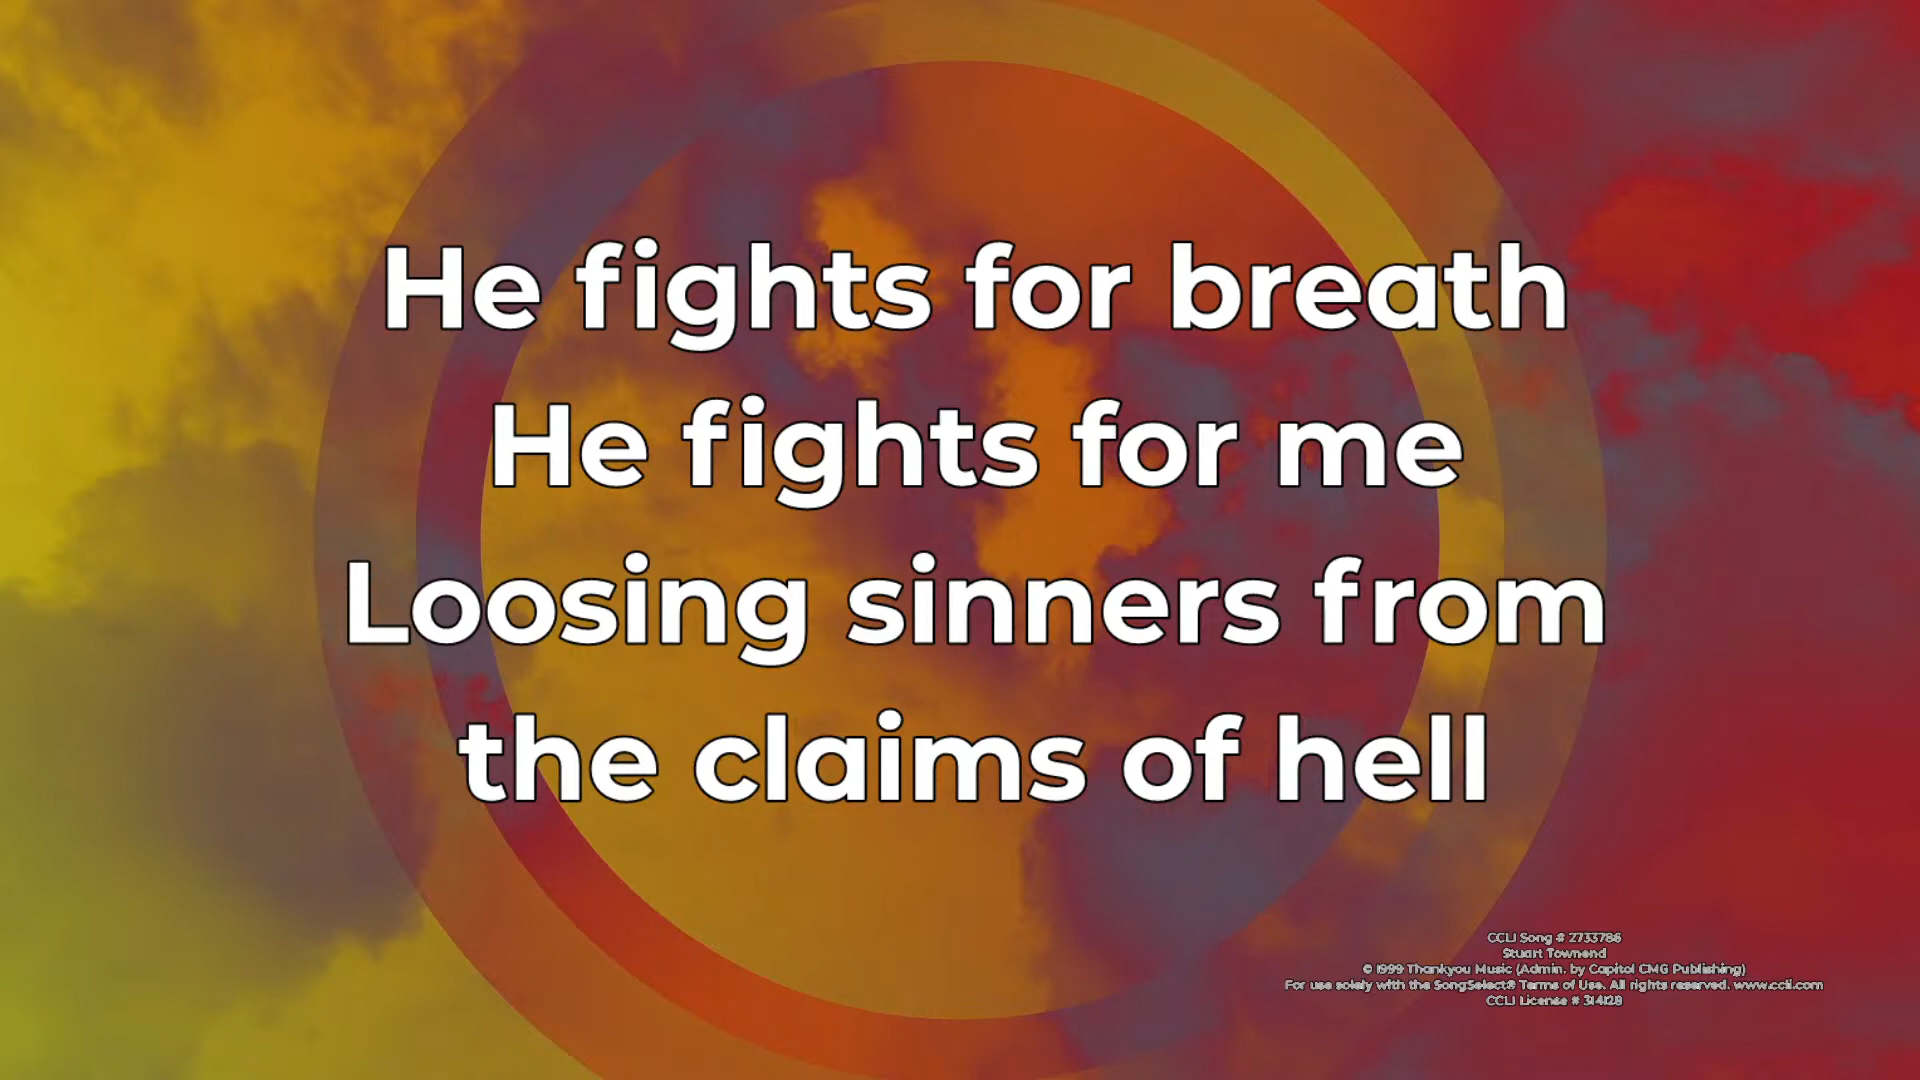 He fights for breath
He fights for me
Loosing sinners from
the claims of hell
CCLI Song # 2733786
Stuart Townend
© 1999 Thankyou Music (Admin. by Capitol CMG Publishing)
For use solely with the SongSelect® Terms of Use. All rights reserved. www.ccli.com
CCLI License # 314128